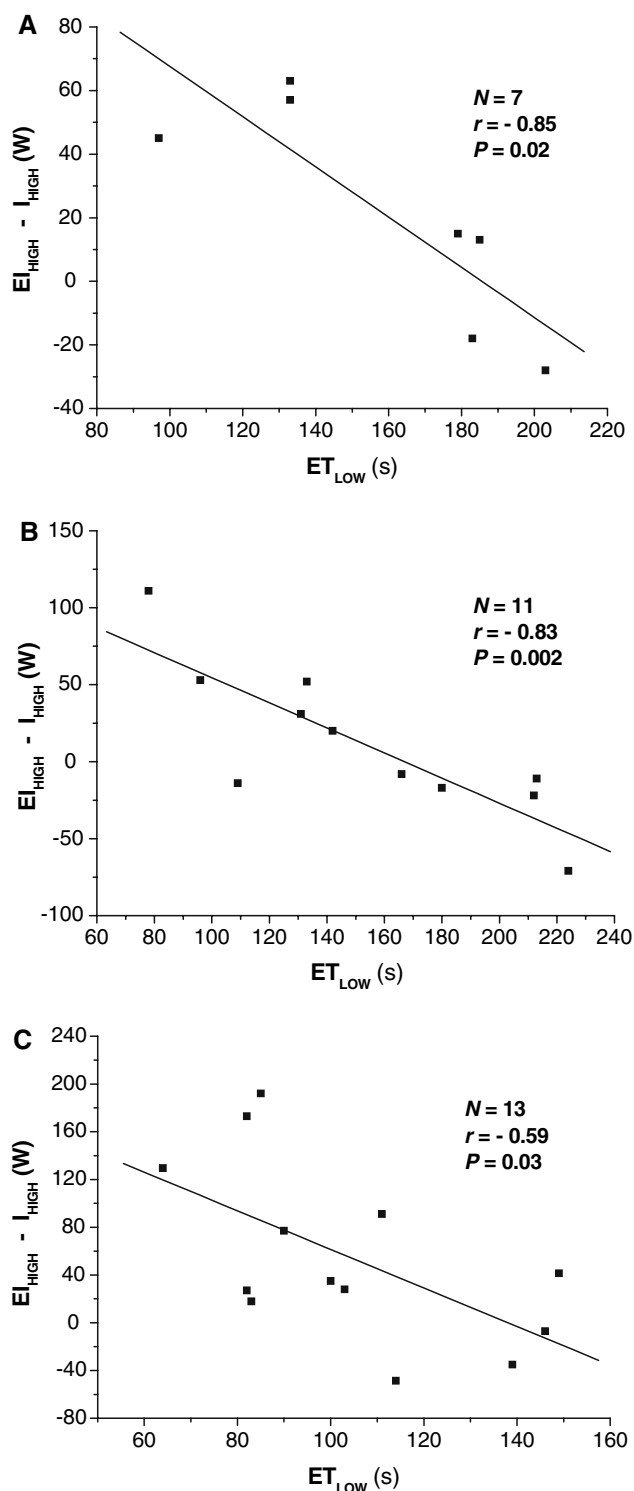 A
80
60
40
20
0
-20
-40
80 100 120 140 160 180 200 220
EI_HIGH - I_HIGH (W)
ET_LOW (s)
N = 7
r = - 0.85
P = 0.02
B
150
100
50
0
-50
-100
60 80 100 120 140 160 180 200 220 240
EI_HIGH - I_HIGH (W)
ET_LOW (s)
N = 11
r = - 0.83
P = 0.002
C
240
200
160
120
80
40
0
-40
-80
60 80 100 120 140 160
EI_HIGH - I_HIGH (W)
ET_LOW (s)
N = 13
r = - 0.59
P = 0.03